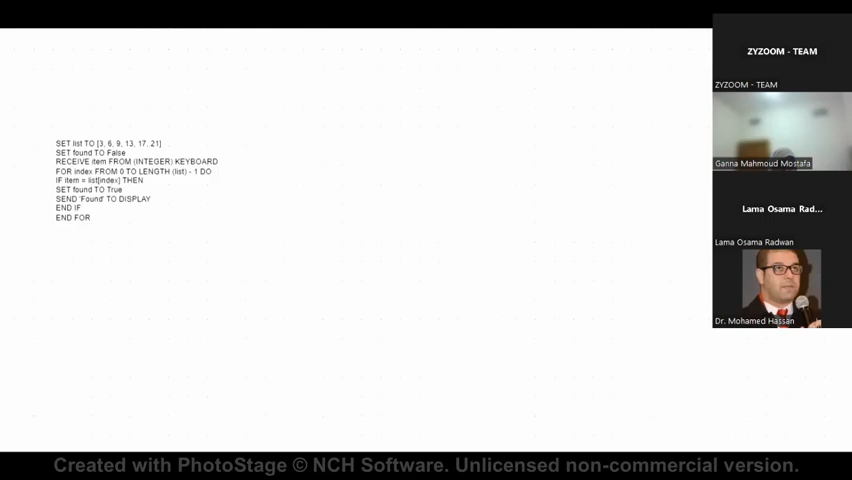 ZYZOOM - TEAM
ZYZOOM - TEAM
SET list TO [3, 6, 9, 13, 17. 21]
SET found TO False
RECEIVE item FROM (INTEGER) KEYBOARD
FOR index FROM 0 TO LENGTH (list) - 1 DO
IF item = list[index] THEN
SET found TO True
SEND 'Found' TO DISPLAY
END IF
END FOR
Ganna Mahmoud Mostafa
Lama Osama Rad...
Lama Osama Radwan
Dr. Mohamed Hassan
Created with PhotoStage © NCH Software. Unlicensed non-commercial version.